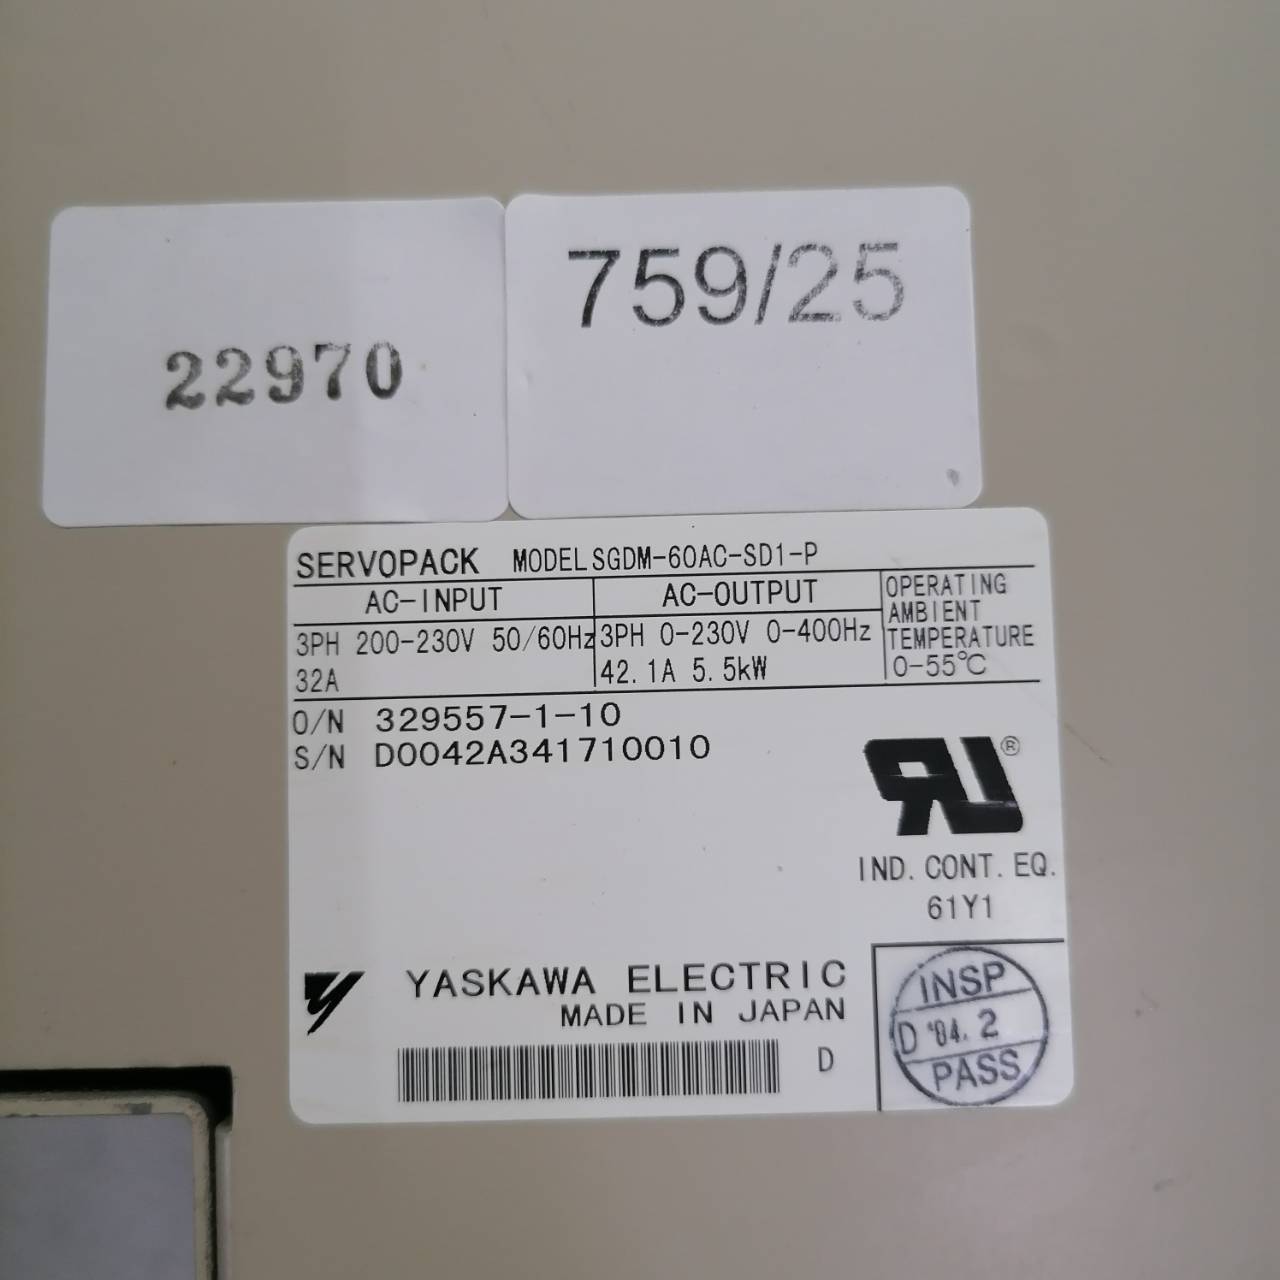 22970
759/25
SERVOPACK MODEL SGDM-60AC-SD1-P
AC-INPUT
3PH 200-230V 50/60Hz
32A
AC-OUTPUT
3PH 0-230V 0-400Hz
42.1A 5.5kW
OPERATING
AMBIENT
TEMPERATURE
0-55℃
O/N 329557-1-10
S/N D0042A341710010
RU®
IND. CONT. EQ.
61Y1
YASKAWA ELECTRIC
MADE IN JAPAN
D
INSP
D '04. 2
PASS